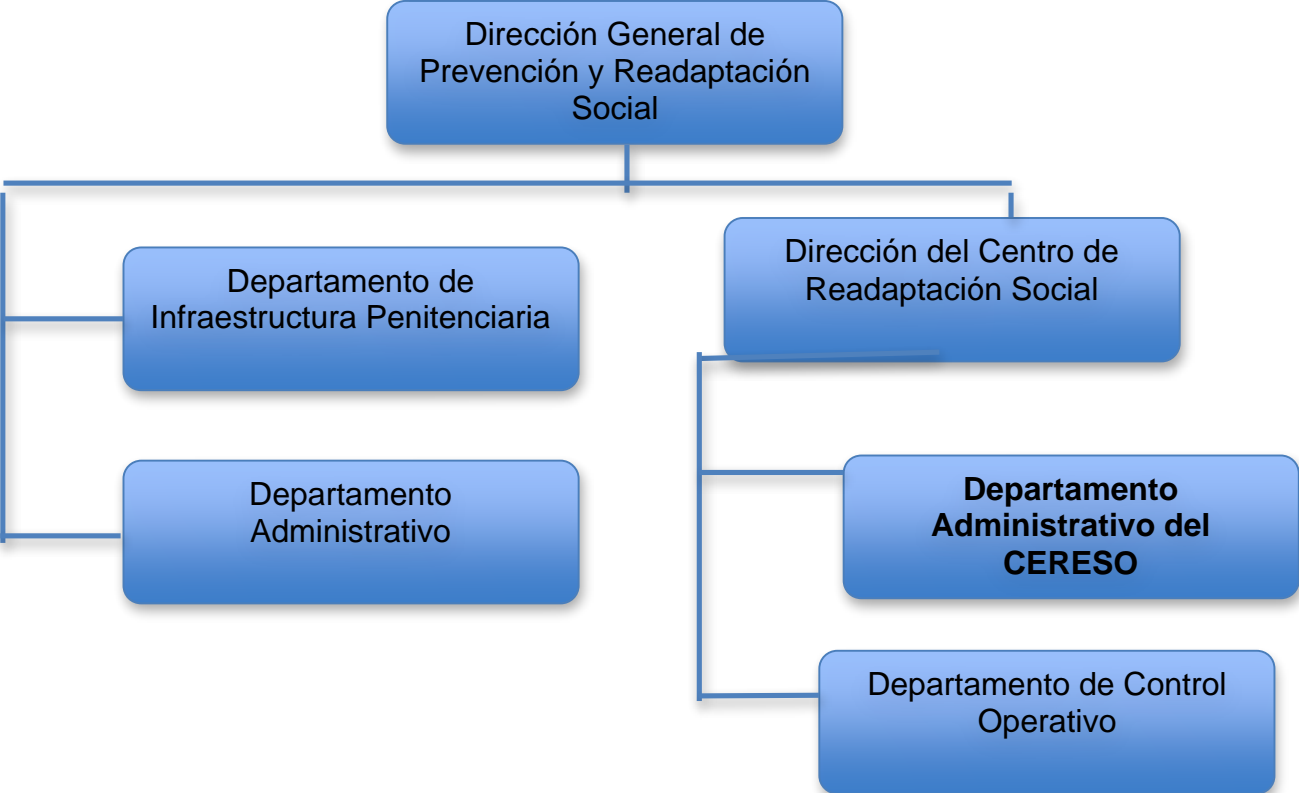 Dirección General de
Prevención y Readaptación
Social
Departamento de
Infraestructura Penitenciaria
Departamento
Administrativo
Dirección del Centro de
Readaptación Social
Departamento
Administrativo del
CERESO
Departamento de Control
Operativo